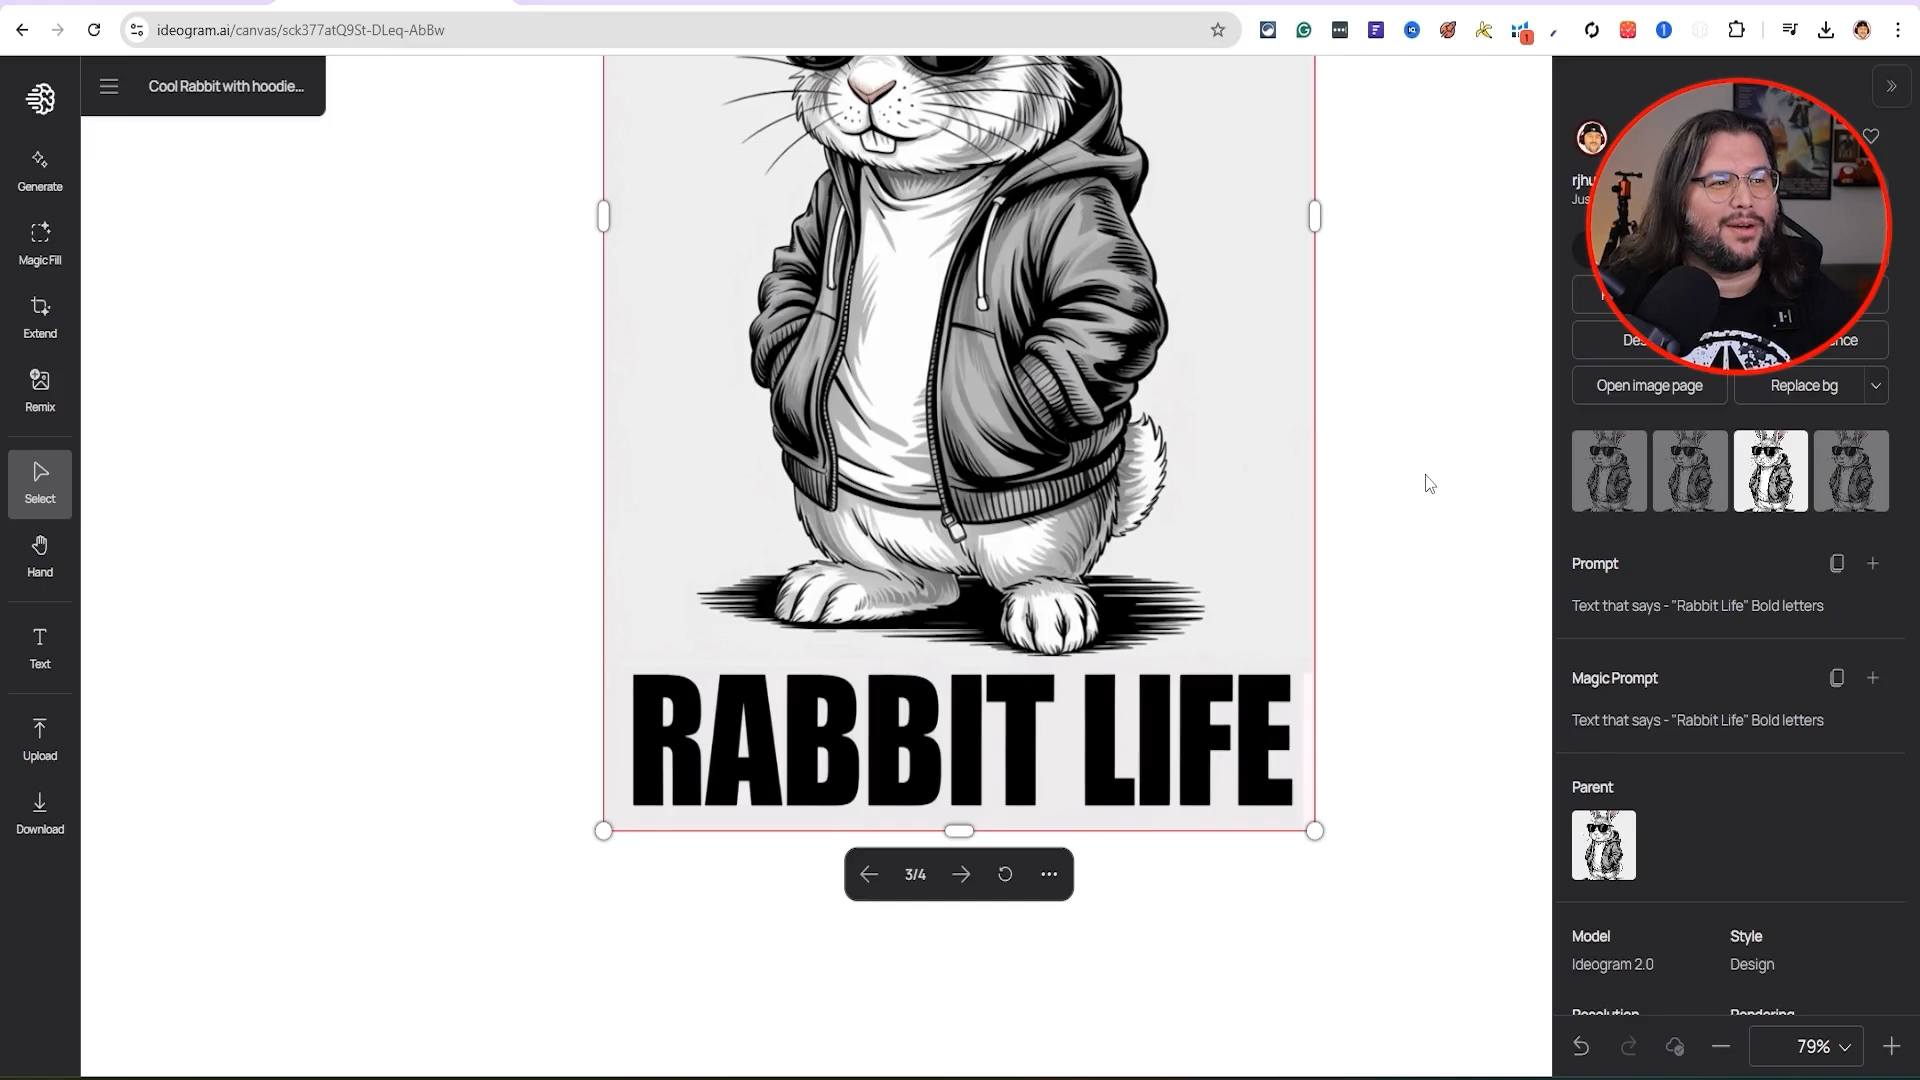 ideogram.ai/canvas/sck377atQ9St-DLeq-AbBw
1
Cool Rabbit with hoodie...
Generate
Magic Fill
Extend
Remix
Select
Hand
Text
Upload
Download
RABBIT LIFE
3/4
Open image page
Replace bg
Prompt
Text that says - "Rabbit Life" Bold letters
Magic Prompt
Text that says - "Rabbit Life" Bold letters
Parent
Model
Style
Ideogram 2.0
Design
Resolution
Rendering
79%